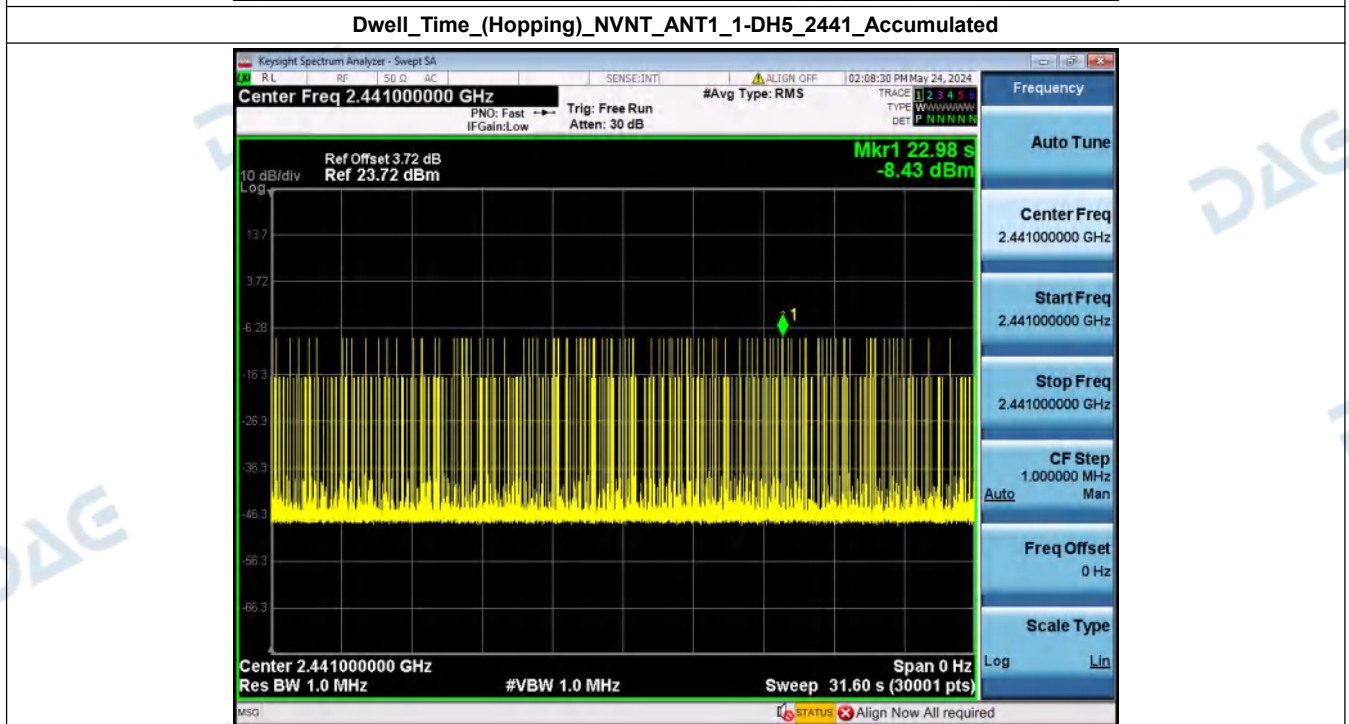 Dwell_Time_(Hopping)_NVNT_ANT1_1-DH5_2441_Accumulated
Keysight Spectrum Analyzer - Swept SA
RL RF 50 Ω AC SENSE:INT ALIGN OFF 02:08:30 PM May 24, 2024
Center Freq 2.441000000 GHz #Avg Type: RMS TRACE 1 2 3 4 5 6
PNO: Fast Trig: Free Run TYPE WWWWWW
IFGain:Low Atten: 30 dB DET P NNNNN
Frequency
Mkr1 22.98 s
Ref Offset 3.72 dB
10 dB/div Ref 23.72 dBm -8.43 dBm
Log
13.7
3.72
-6.28
-16.3
-26.3
-36.3
-46.3
-56.3
-66.3
1
Center 2.441000000 GHz Span 0 Hz
Res BW 1.0 MHz #VBW 1.0 MHz Sweep 31.60 s (30001 pts)
Auto Tune
Center Freq
2.441000000 GHz
Start Freq
2.441000000 GHz
Stop Freq
2.441000000 GHz
CF Step
1.000000 MHz
Auto Man
Freq Offset
0 Hz
Scale Type
Log Lin
MSG STATUS Align Now All required
DAG
DAG